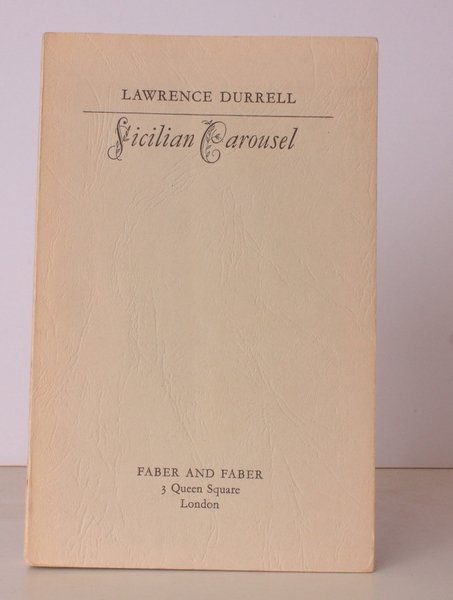 LAWRENCE DURRELL
Sicilian Carousel
FABER AND FABER
3 Queen Square
London